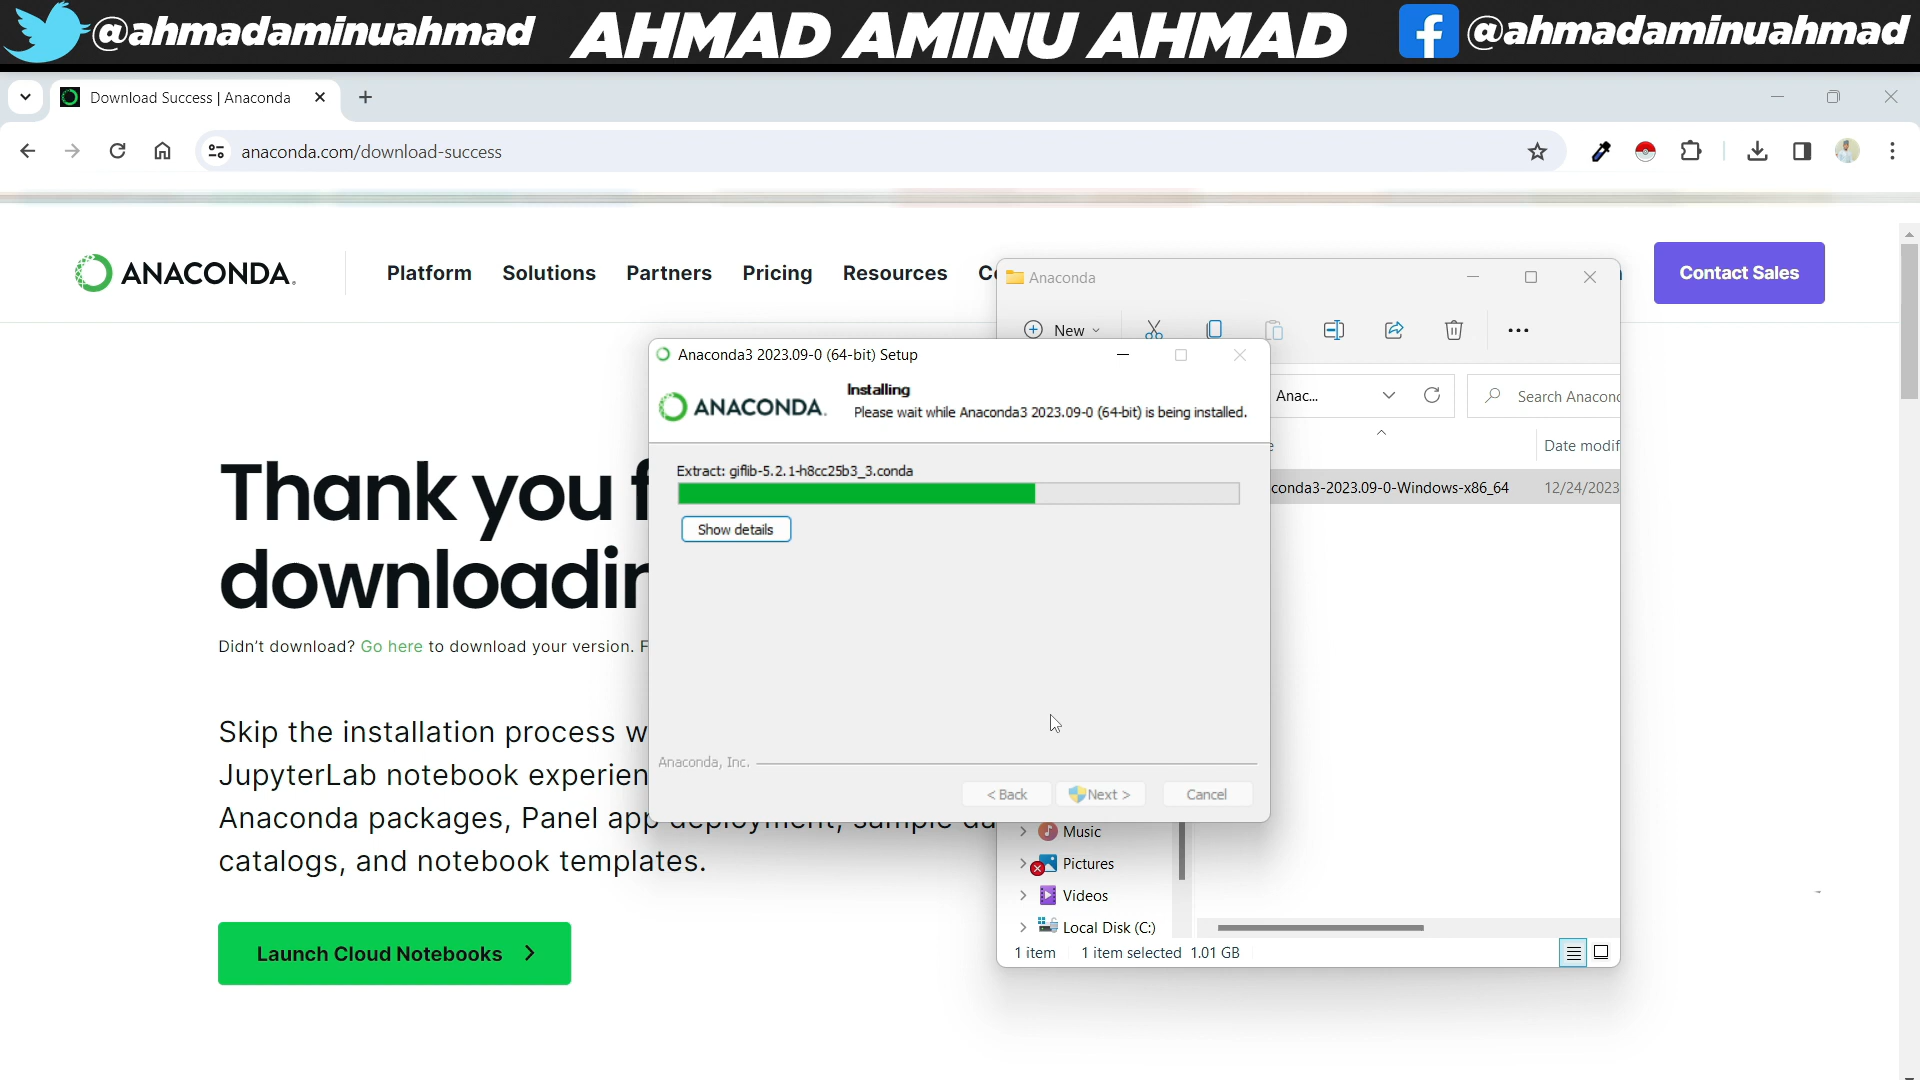 @ahmadaminuahmad
AHMAD AMINU AHMAD
@ahmadaminuahmad
Download Success | Anaconda
anaconda.com/download-success
ANACONDA.
Platform
Solutions
Partners
Pricing
Resources
Contact Sales
Anaconda
New
Anac...
Search Anacon
Date modif
conda3-2023.09-0-Windows-x86_64
12/24/2023
Anaconda3 2023.09-0 (64-bit) Setup
ANACONDA.
Installing
Please wait while Anaconda3 2023.09-0 (64-bit) is being installed.
Extract: giflib-5.2.1-h8cc25b3_3.conda
Show details
Anaconda, Inc.
< Back
Next >
Cancel
Thank you f
downloadin
Didn't download? Go here to download your version. F
Skip the installation process w
JupyterLab notebook experien
Anaconda packages, Panel app deployment, sample da
catalogs, and notebook templates.
Launch Cloud Notebooks
Music
Pictures
Videos
Local Disk (C:)
1 item
1 item selected
1.01 GB